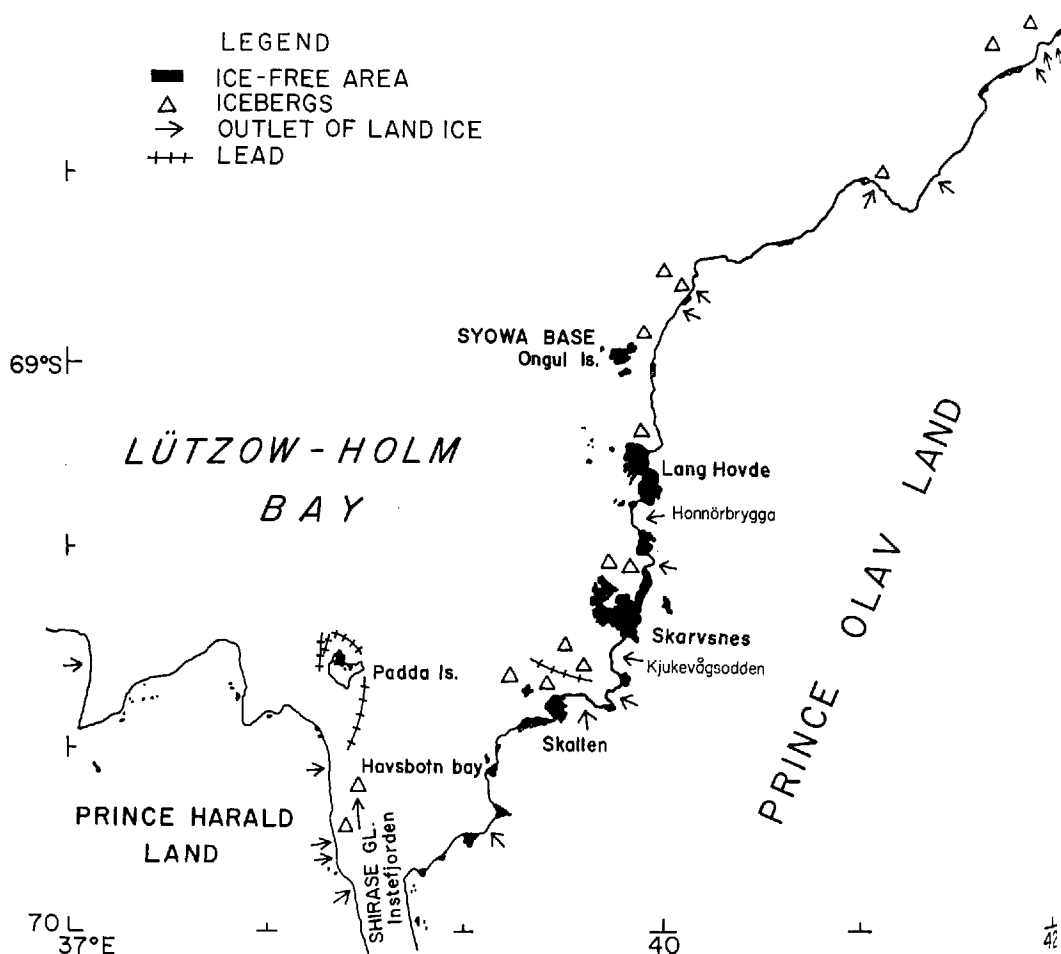 LEGEND
ICE-FREE AREA
ICEBERGS
OUTLET OF LAND ICE
LEAD
SYOWA BASE
Ongul Is.
69°S
LÜTZOW-HOLM
BAY
Lang Hovde
Honnörbrygga
PRINCE OLAV LAND
Skarvsnes
Kjukevågsodden
Padda Is.
Skallen
Havsbotn bay
PRINCE HARALD
LAND
SHIRASE GL.
Instefjorden
70
37°E
40
42